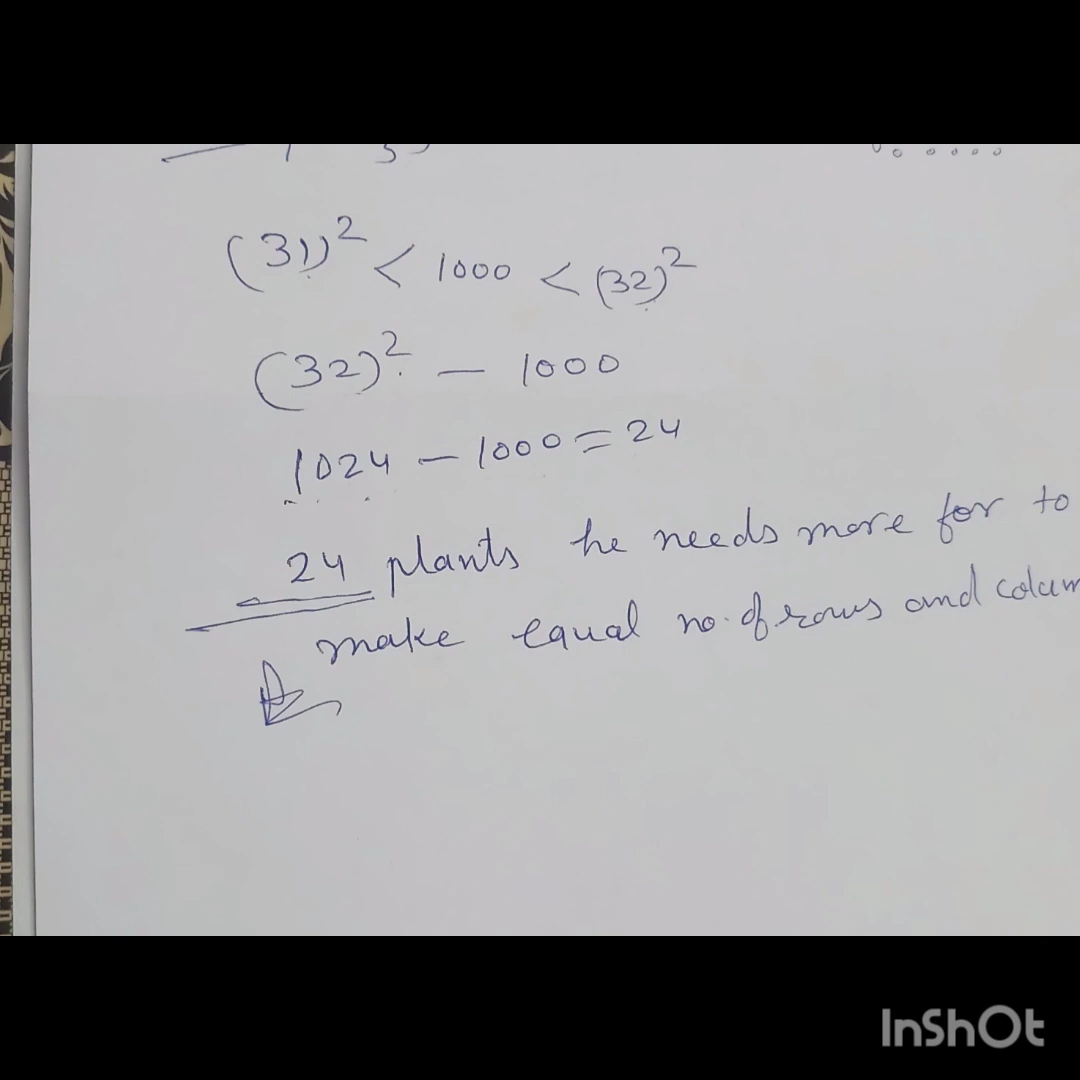 (31)² < 1000 < (32)²
(32)² — 1000
1024 — 1000 = 24
24 plants he needs more for to
make equal no. of rows and colum
InShOt